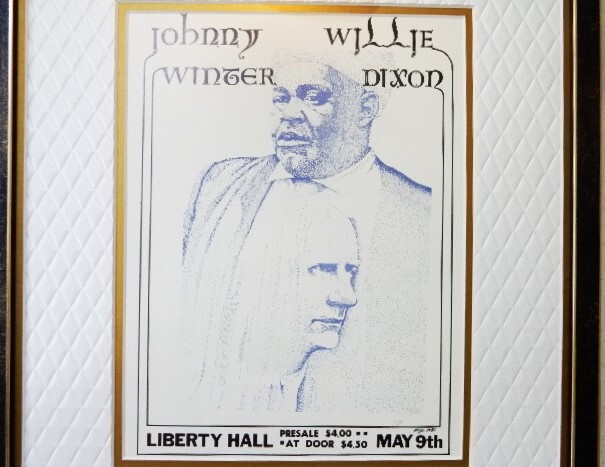 Johnny Willie
Winter Dixon
LIBERTY HALL PRESALE $4,00 ▪▪ MAY 9th
▪AT DOOR $4,50